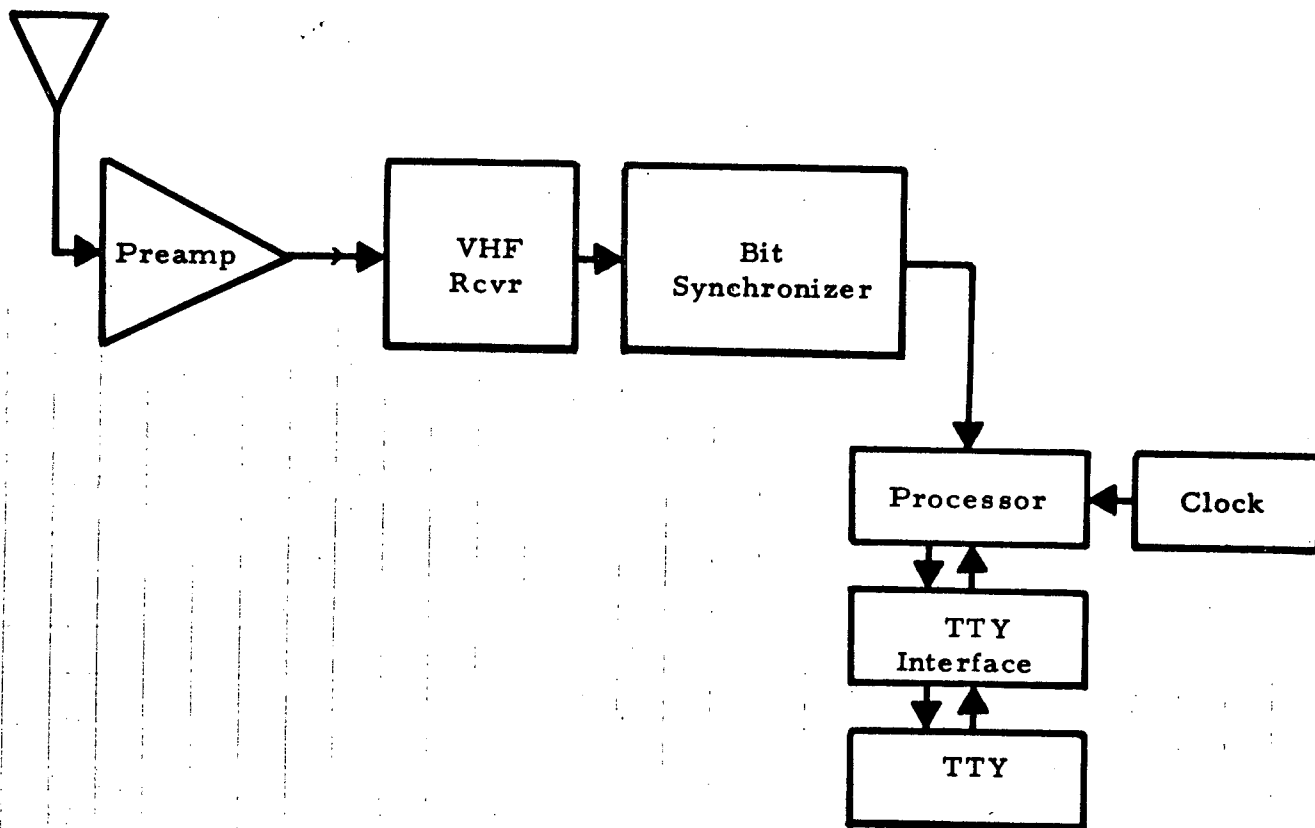 Preamp
VHF
Rcvr
Bit
Synchronizer
Processor
Clock
TTY
Interface
TTY